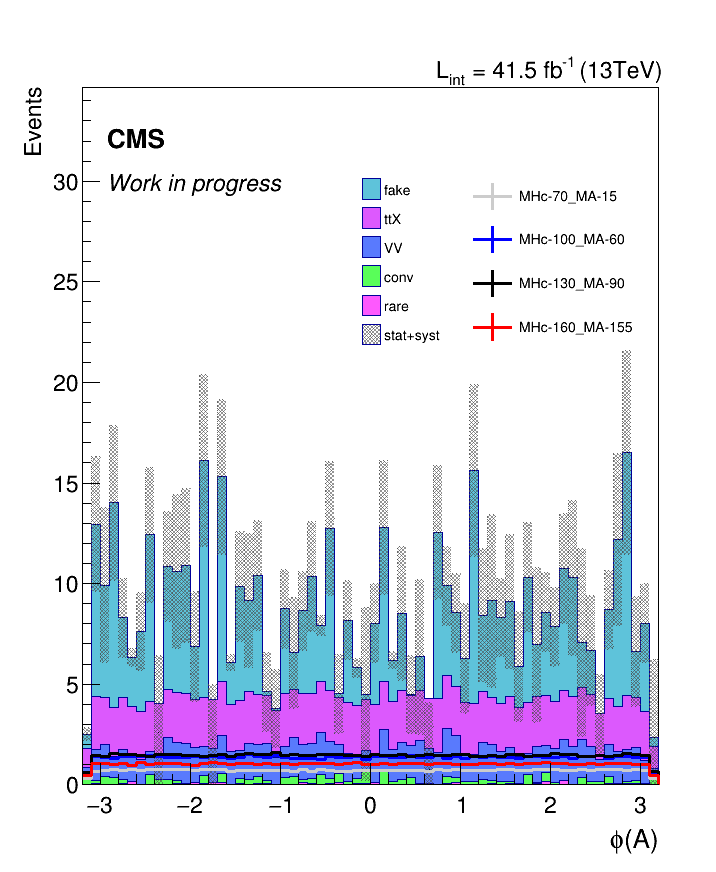 L_int = 41.5 fb^-1 (13TeV)
Events
CMS
Work in progress
fake
ttX
VV
conv
rare
stat+syst
MHc-70_MA-15
MHc-100_MA-60
MHc-130_MA-90
MHc-160_MA-155
30
25
20
15
10
5
0
−3 −2 −1 0 1 2 3
ϕ(A)